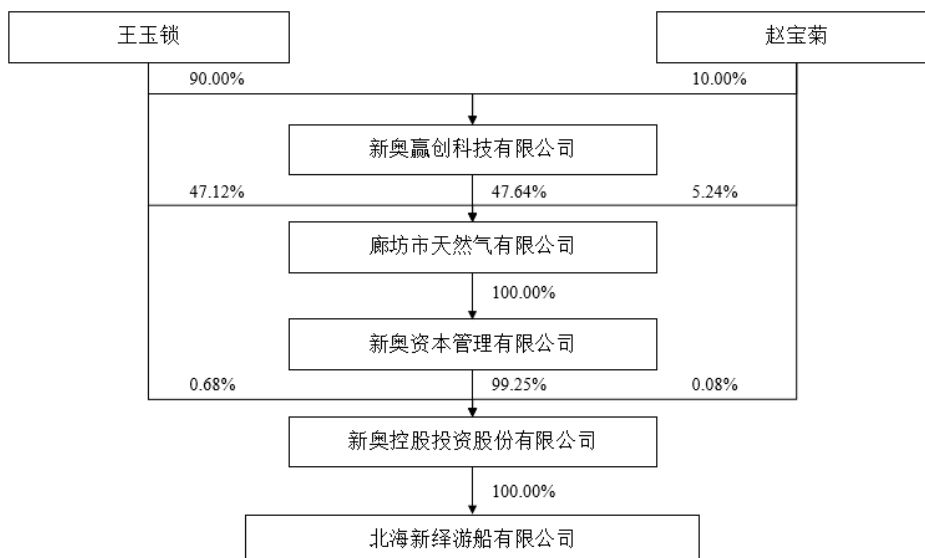 王玉锁
赵宝菊
90.00%
10.00%
新奥赢创科技有限公司
47.12%
47.64%
5.24%
廊坊市天然气有限公司
100.00%
新奥资本管理有限公司
0.68%
99.25%
0.08%
新奥控股投资股份有限公司
100.00%
北海新绎游船有限公司